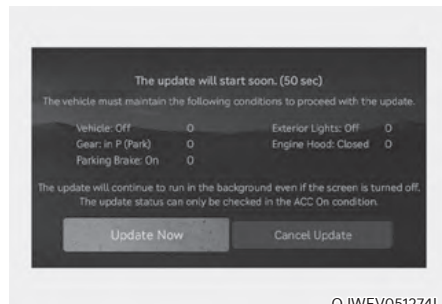 The update will start soon. (50 sec)
The vehicle must maintain the following conditions to proceed with the update.
Vehicle: Off O Exterior Lights: Off O
Gear: in P (Park) O Engine Hood: Closed O
Parking Brake: On O
The update will continue to run in the background even if the screen is turned off.
The update status can only be checked in the ACC On condition.
Update Now Cancel Update